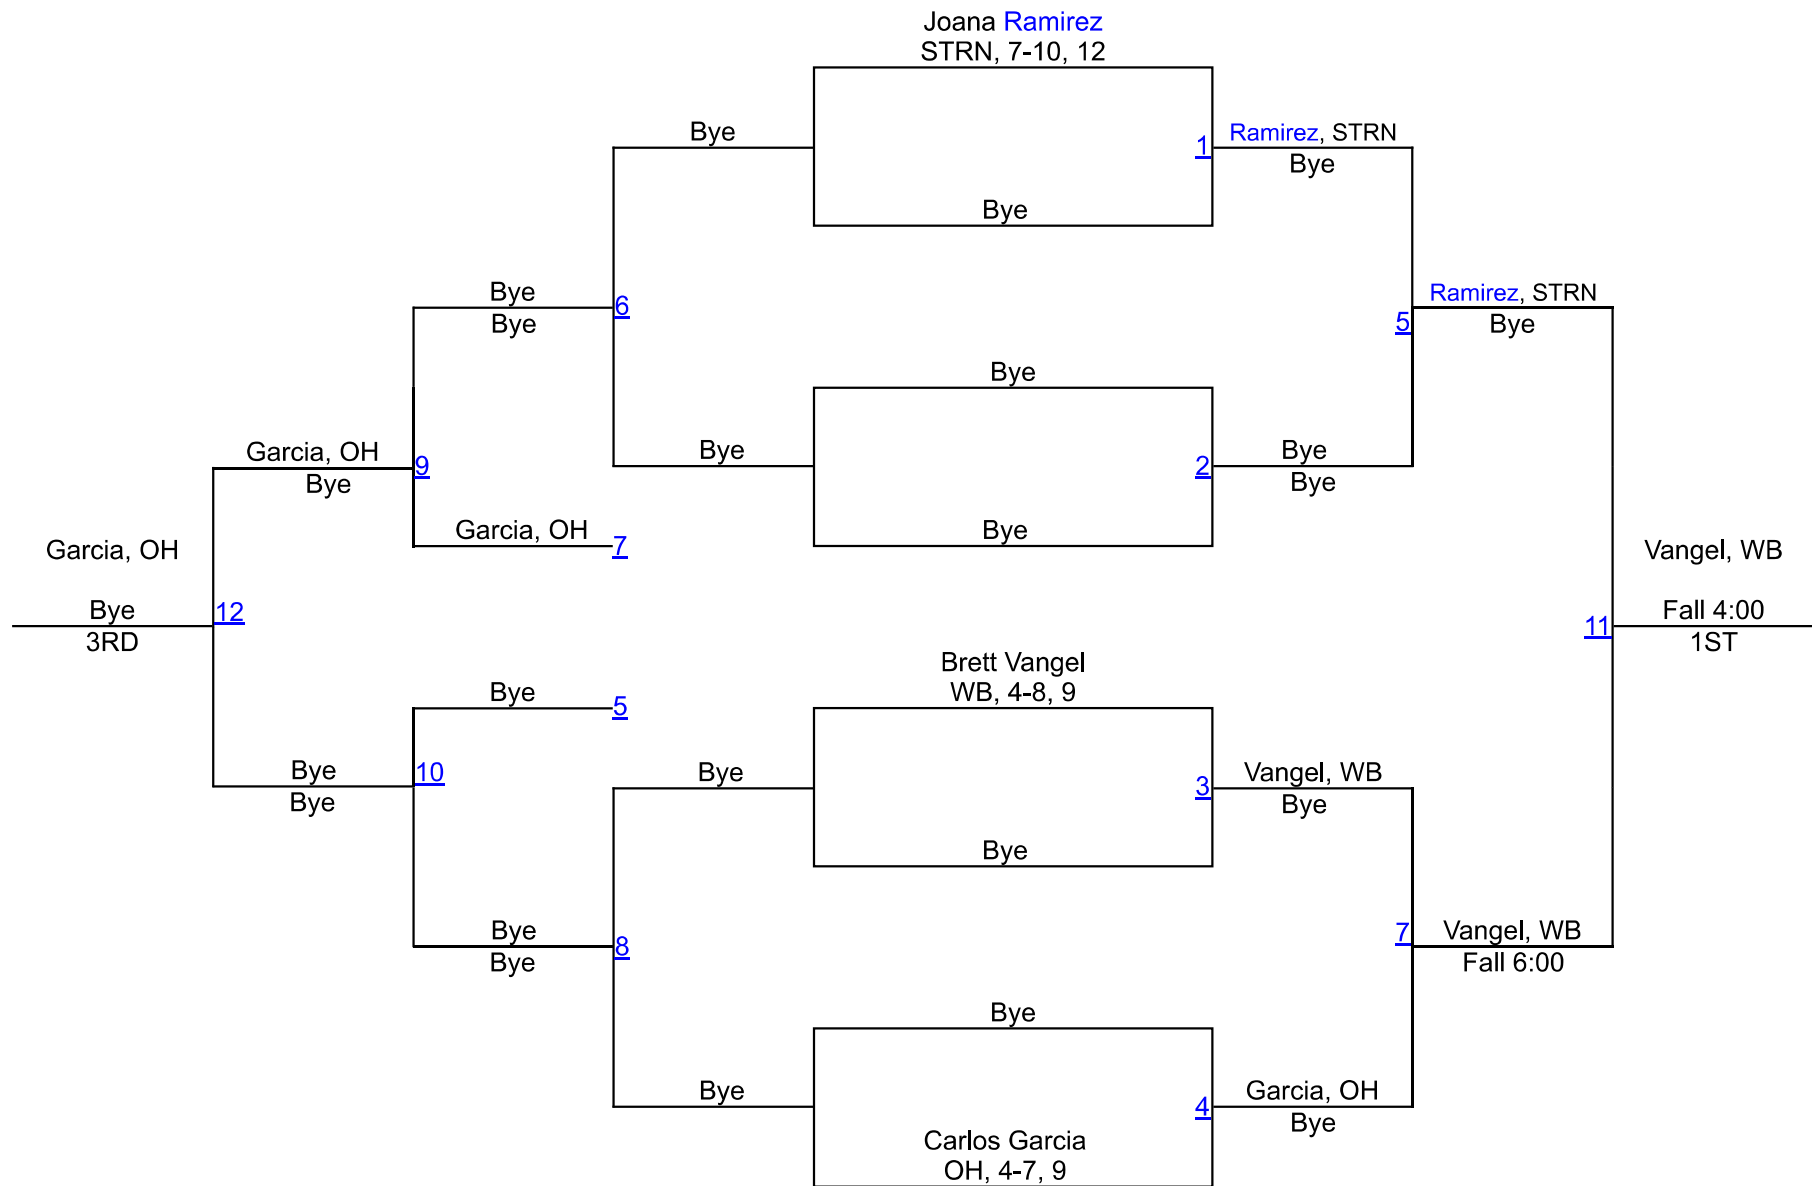 Joana Ramirez
STRN, 7-10, 12
Bye
1
Ramirez, STRN
Bye
Bye
Bye
Bye
6
Ramirez, STRN
5
Bye
Bye
Garcia, OH
9
Bye
Bye
2
Bye
Bye
Garcia, OH
7
Bye
Garcia, OH
Vangel, WB
Bye
12
3RD
11
Fall 4:00
1ST
Brett Vangel
WB, 4-8, 9
Bye
5
Bye
10
Bye
Bye
3
Vangel, WB
Bye
Bye
Bye
8
Bye
7
Vangel, WB
Fall 6:00
Bye
Bye
4
Garcia, OH
Bye
Carlos Garcia
OH, 4-7, 9